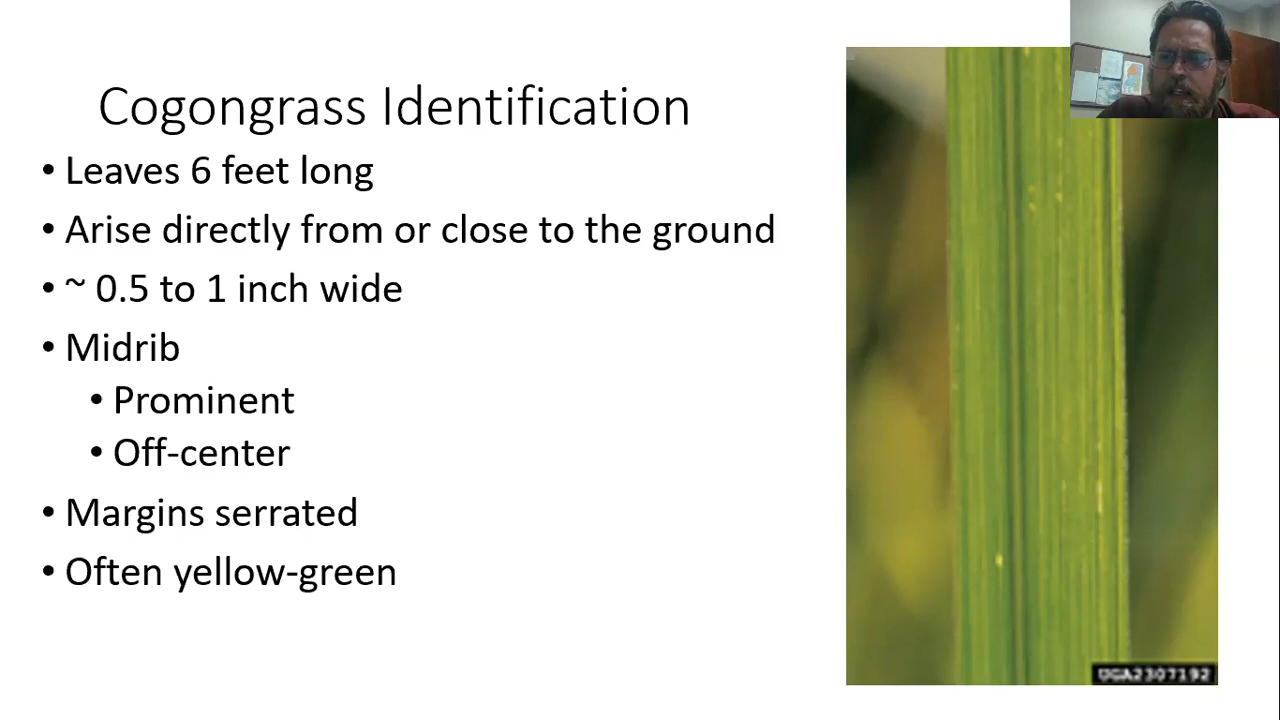 Cogongrass Identification
• Leaves 6 feet long
• Arise directly from or close to the ground
• ~ 0.5 to 1 inch wide
• Midrib
• Prominent
• Off-center
• Margins serrated
• Often yellow-green
UGA2307192